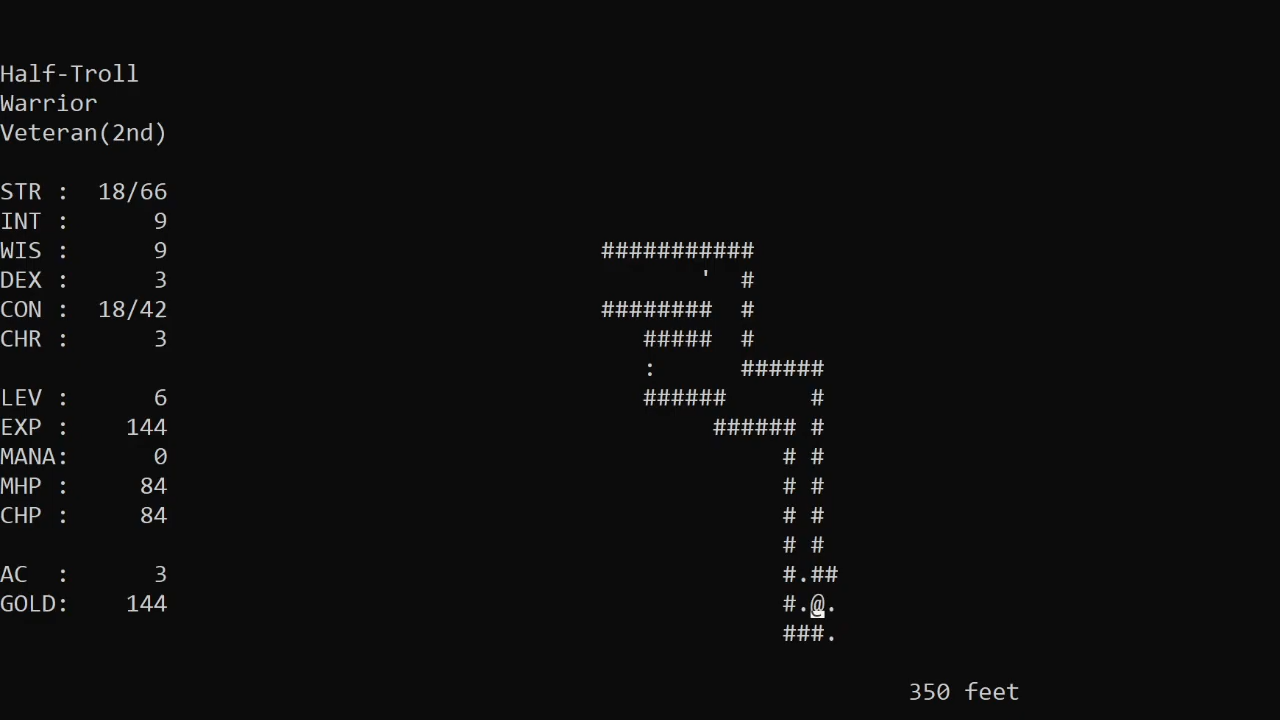 Half-Troll
Warrior
Veteran(2nd)
STR :  18/66
INT :      9
WIS :      9                               ###########
DEX :      3                                      '  #
CON :  18/42                               ########  #
CHR :      3                                  #####  #
                                              :      ######
LEV :      6                                  ######      #
EXP :    144                                       ###### #
MANA:      0                                            # #
MHP :     84                                            # #
CHP :     84                                            # #
                                                        # #
AC  :      3                                            #.##
GOLD:    144                                            #.@.
                                                        ###.
350 feet